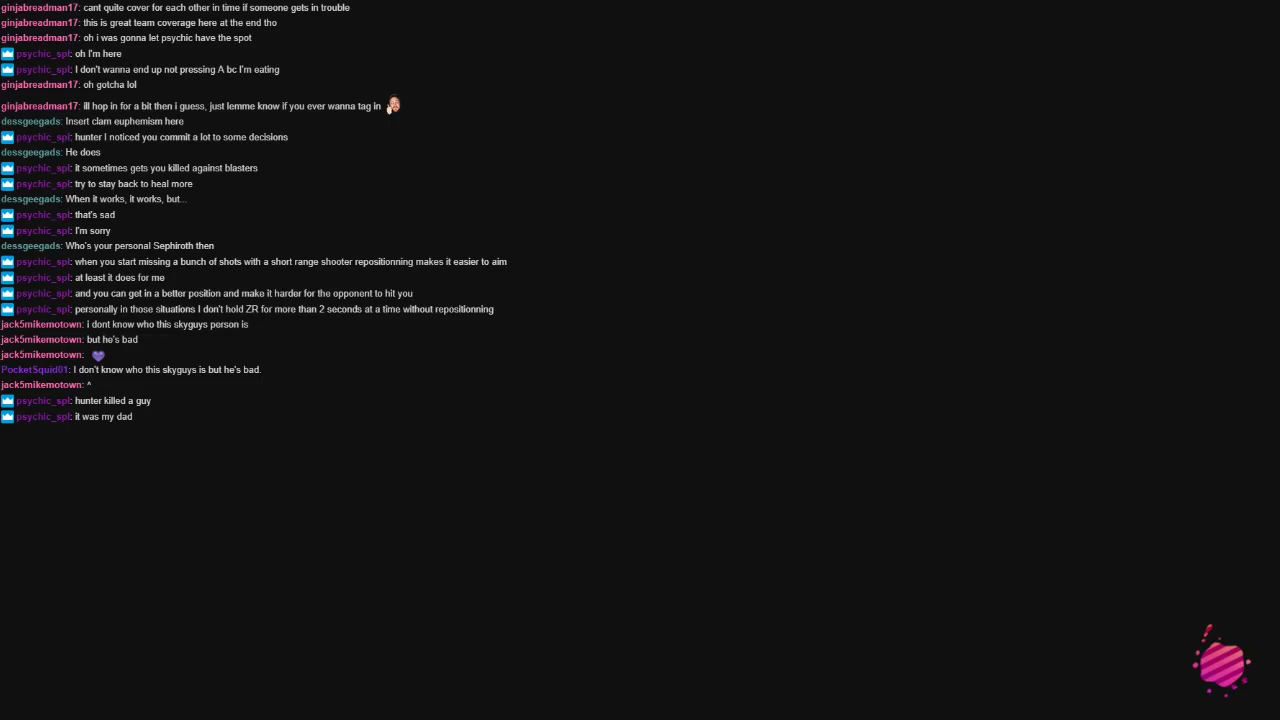 ginjabreadman17: cant quite cover for each other in time if someone gets in trouble
ginjabreadman17: this is great team coverage here at the end tho
ginjabreadman17: oh i was gonna let psychic have the spot
psychic_spl: oh I'm here
psychic_spl: I don't wanna end up not pressing A bc I'm eating
ginjabreadman17: oh gotcha lol
ginjabreadman17: ill hop in for a bit then i guess, just lemme know if you ever wanna tag in
dessgeegads: Insert clam euphemism here
psychic_spl: hunter I noticed you commit a lot to some decisions
dessgeegads: He does
psychic_spl: it sometimes gets you killed against blasters
psychic_spl: try to stay back to heal more
dessgeegads: When it works, it works, but...
psychic_spl: that's sad
psychic_spl: I'm sorry
dessgeegads: Who's your personal Sephiroth then
psychic_spl: when you start missing a bunch of shots with a short range shooter repositionning makes it easier to aim
psychic_spl: at least it does for me
psychic_spl: and you can get in a better position and make it harder for the opponent to hit you
psychic_spl: personally in those situations I don't hold ZR for more than 2 seconds at a time without repositionning
jack5mikemotown: i dont know who this skyguys person is
jack5mikemotown: but he's bad
jack5mikemotown:
PocketSquid01: I don't know who this skyguys is but he's bad.
jack5mikemotown: ^
psychic_spl: hunter killed a guy
psychic_spl: it was my dad